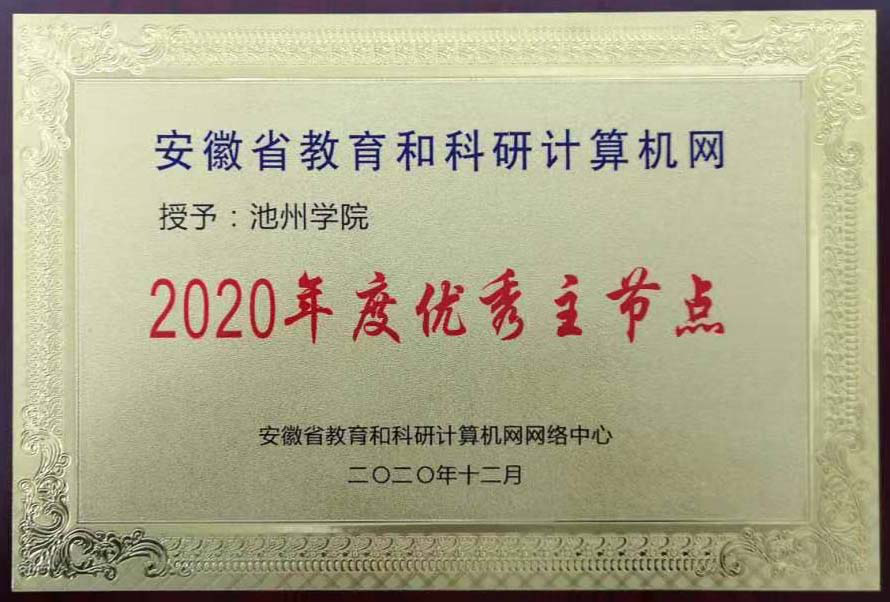 安徽省教育和科研计算机网
授予：池州学院
2020年度优秀主节点
安徽省教育和科研计算机网网络中心
二〇二〇年十二月